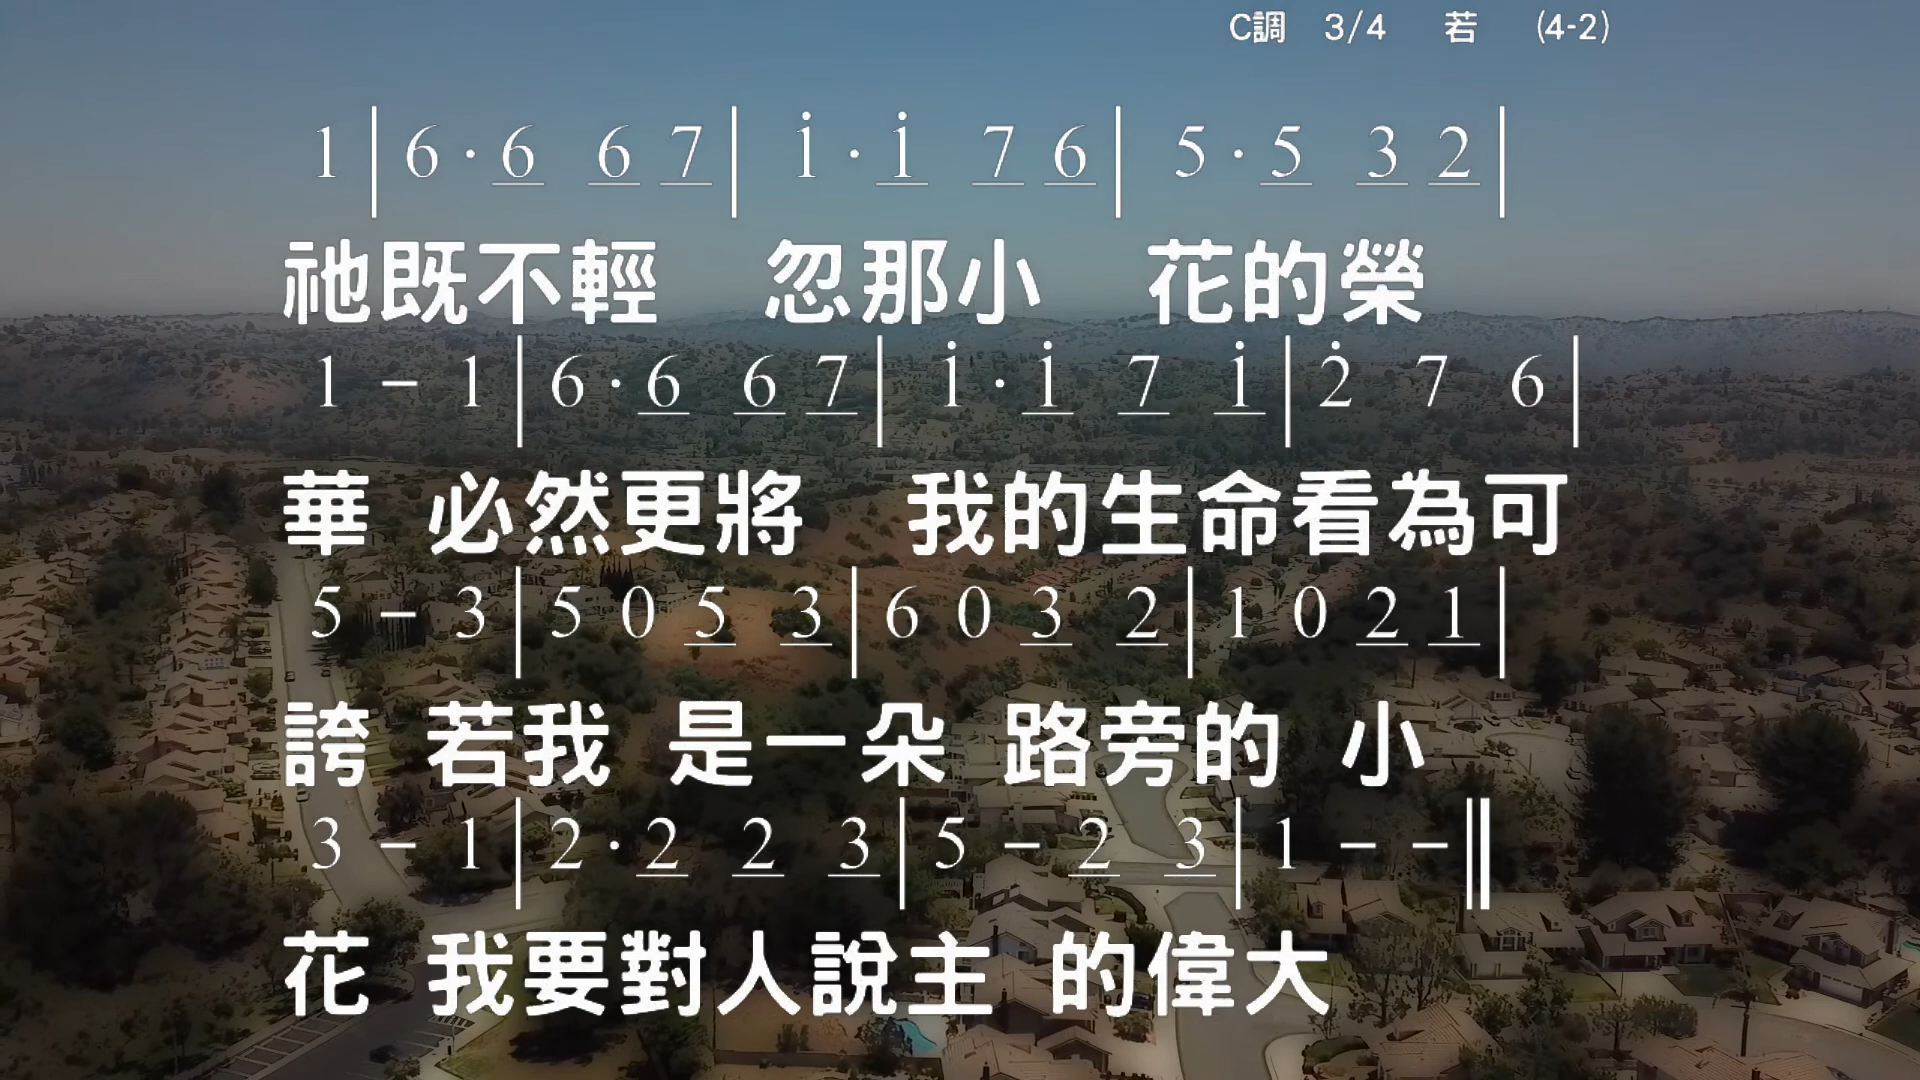 C調 3/4 若 (4-2)
1|6·6 6 7| i·i 7 6| 5·5 3 2|
祂既不輕 忽那小 花的榮
1 – 1|6·6 6 7| i·i 7 i|2̇ 7 6|
華 必然更將 我的生命看為可
5 – 3|5 0 5 3|6 0 3 2|1 0 2 1|
誇 若我 是一朵 路旁的 小
3 – 1|2·2 2 3|5 – 2 3|1 – –‖
花 我要對人說主 的偉大